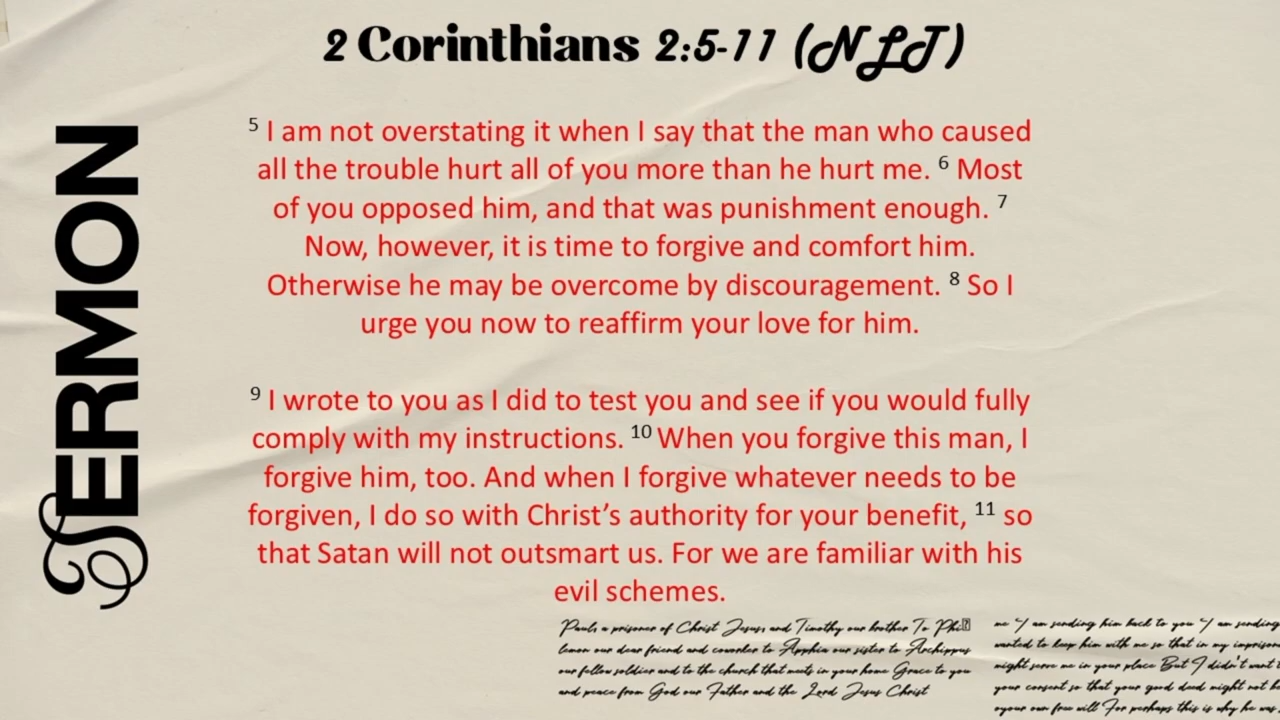 2 Corinthians 2:5-11 (NLT)
SERMON
5 I am not overstating it when I say that the man who caused
all the trouble hurt all of you more than he hurt me. 6 Most
of you opposed him, and that was punishment enough. 7
Now, however, it is time to forgive and comfort him.
Otherwise he may be overcome by discouragement. 8 So I
urge you now to reaffirm your love for him.
9 I wrote to you as I did to test you and see if you would fully
comply with my instructions. 10 When you forgive this man, I
forgive him, too. And when I forgive whatever needs to be
forgiven, I do so with Christ’s authority for your benefit, 11 so
that Satan will not outsmart us. For we are familiar with his
evil schemes.
Paul, a prisoner of Christ Jesus, and Timothy our brother To Phi
lemon our dear friend and coworker to Apphia our sister to Archippus
our fellow soldier and to the church that meets in your home Grace to you
and peace from God our Father and the Lord Jesus Christ
me I am sending him back to you I am sending
wanted to keep him with me so that in my imprison
might serve me in your place But I didn't want
your consent so that your good deed might not b
your own free will For perhaps this is why he was